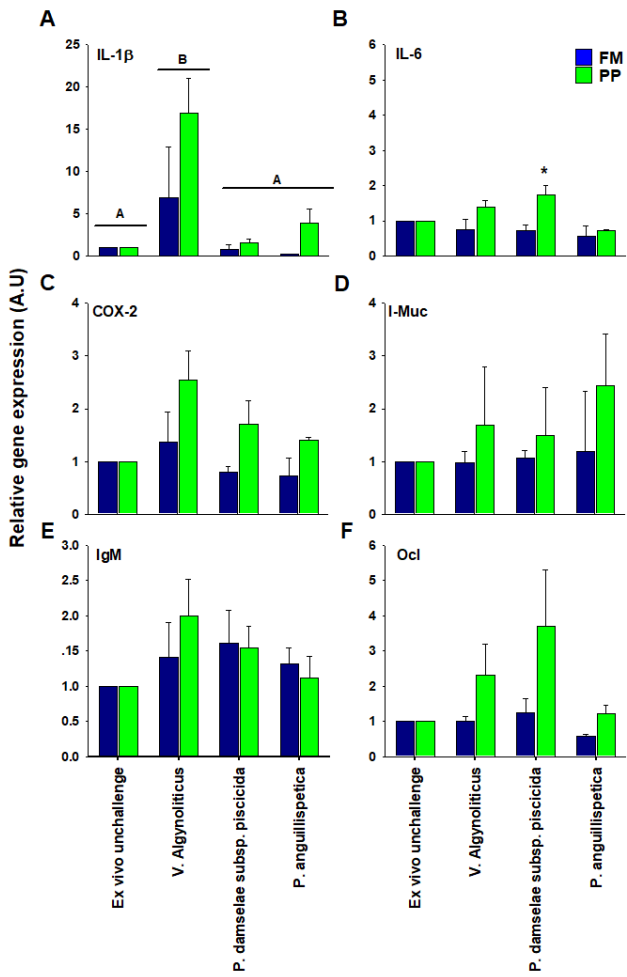 A
B
IL-1β
IL-6
FM
PP
25
20
15
10
5
0
A
B
A
6
5
4
3
2
1
0
*
C
D
COX-2
I-Muc
4
3
2
1
0
4
3
2
1
0
Relative gene expression (A.U)
E
F
IgM
Ocl
3.0
2.5
2.0
.15
1.0
0.5
0.0
6
5
4
3
2
1
0
Ex vivo unchallenge
V. Algynoliticus
P. damselae subsp. piscicida
P. anguillispetica
Ex vivo unchallenge
V. Algynoliticus
P. damselae subsp. piscicida
P. anguillispetica